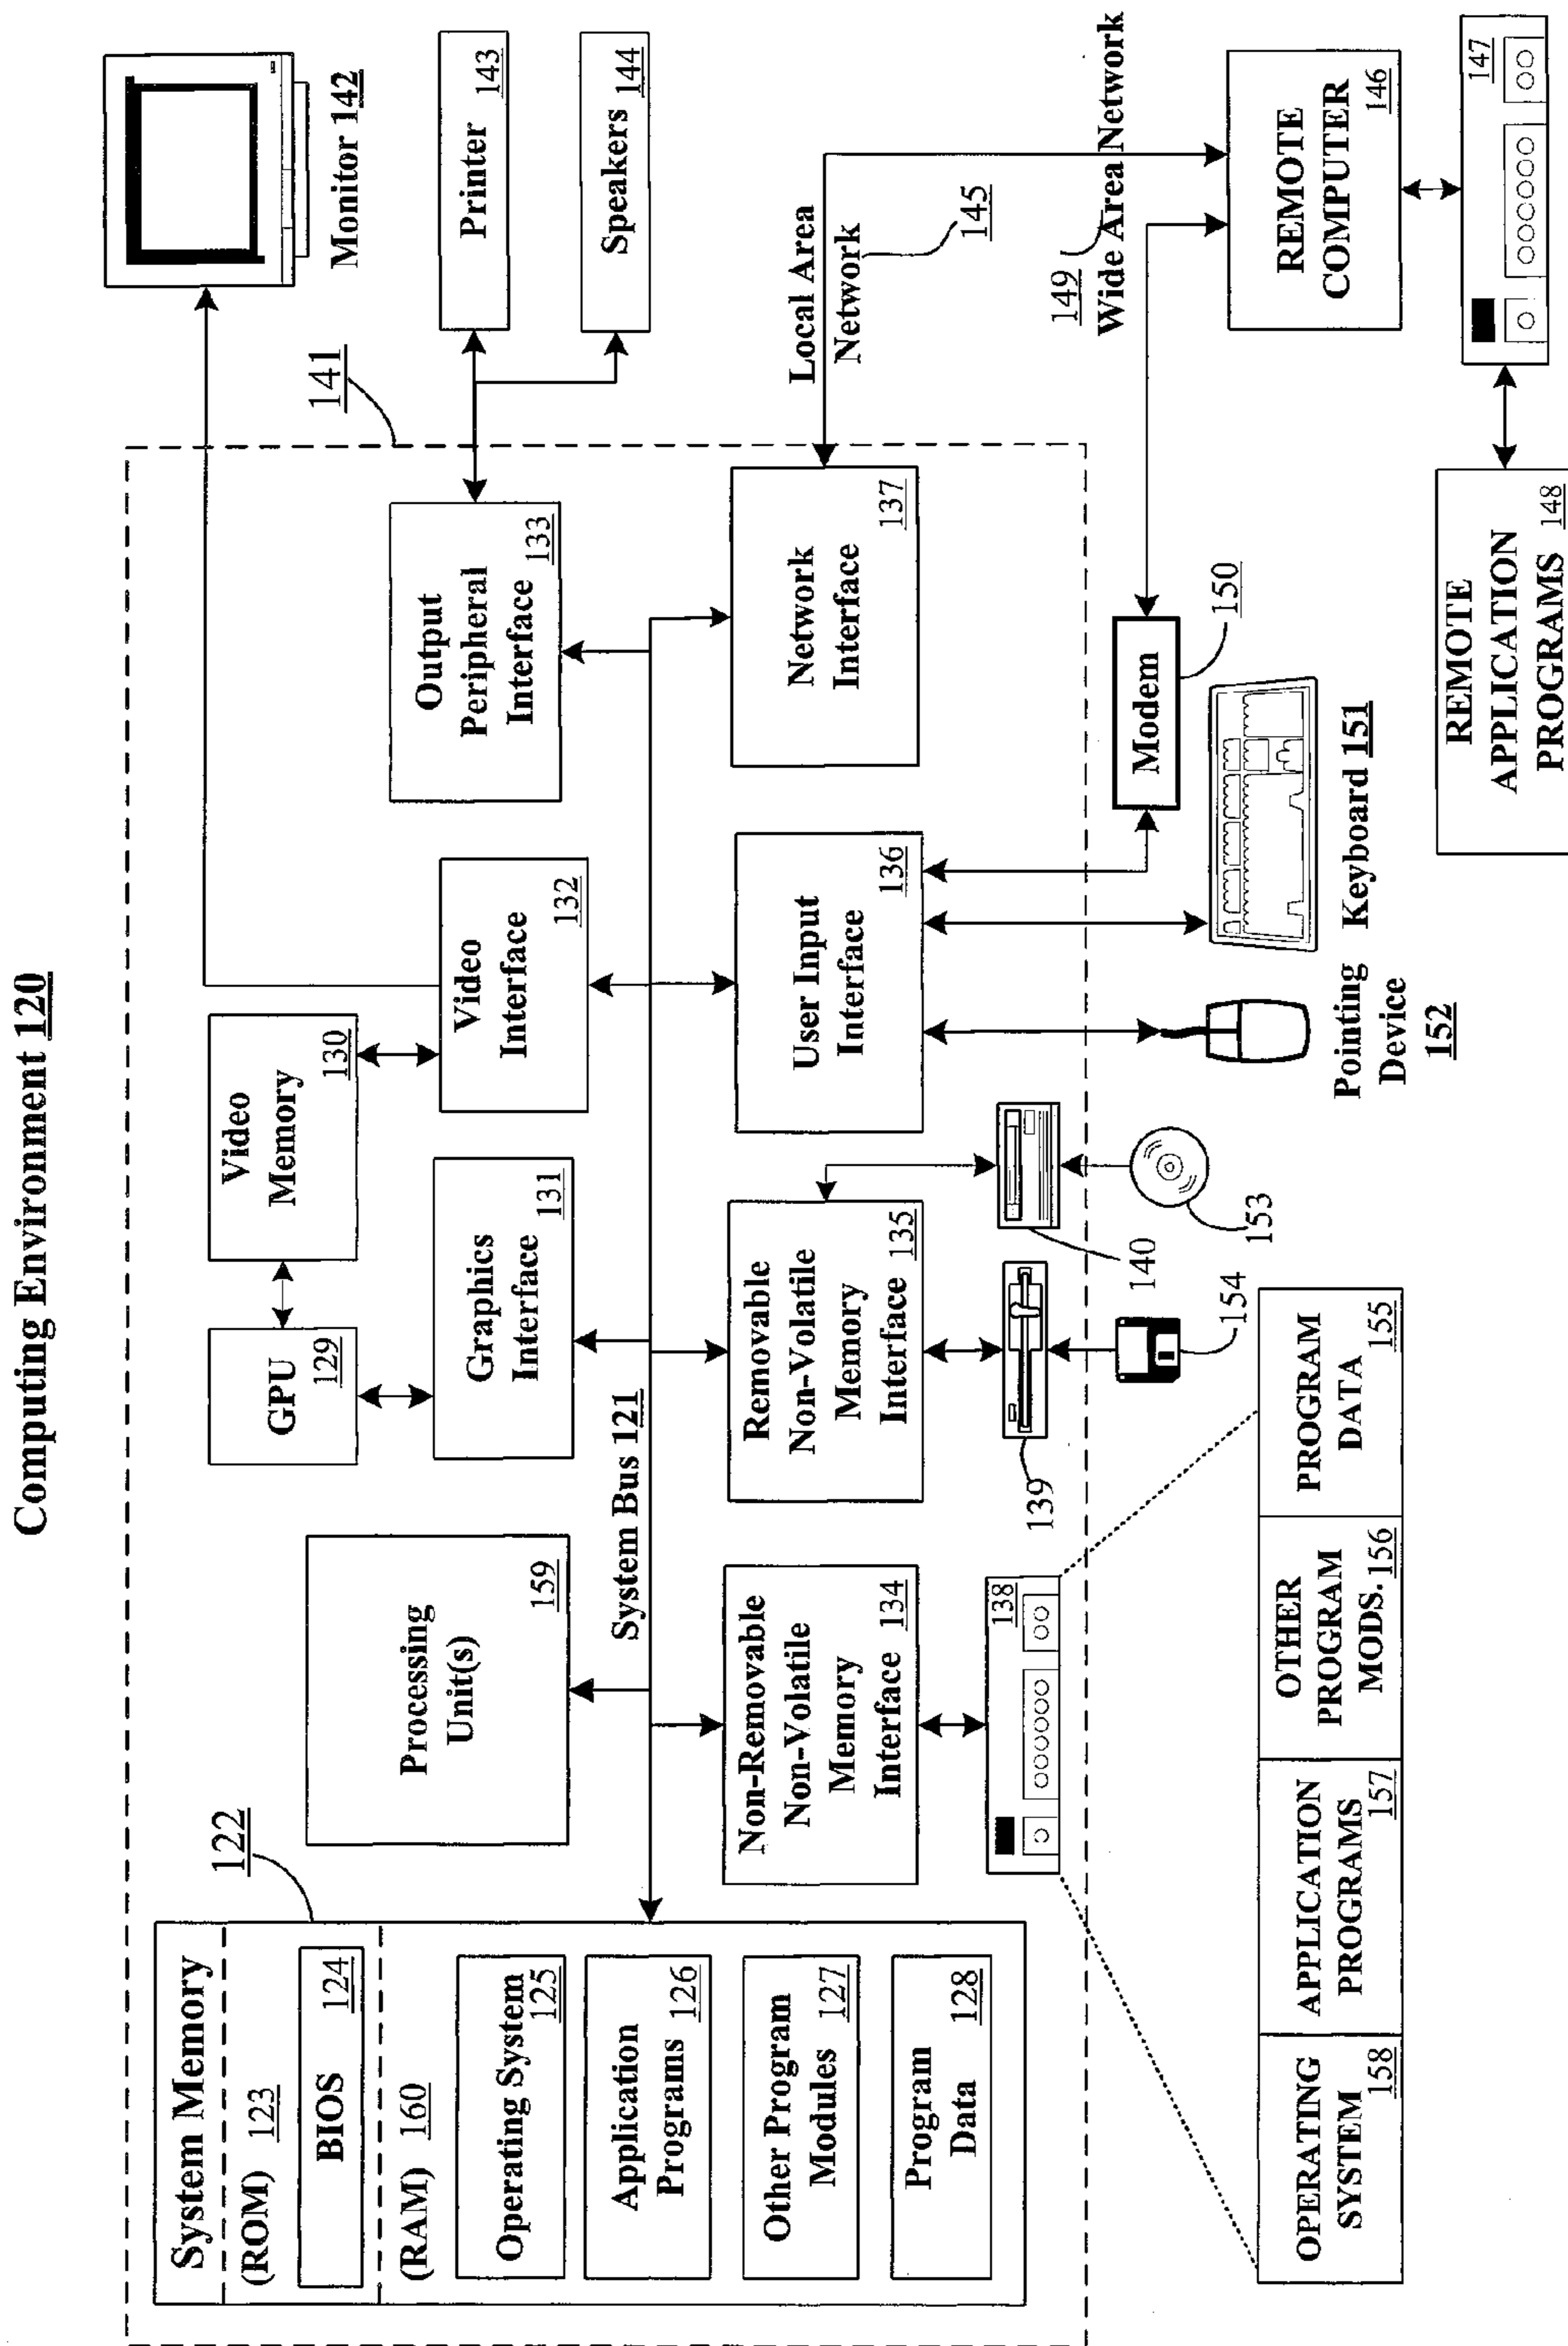 Computing Environment 120
System Memory
122
(ROM) 123
BIOS 124
(RAM) 160
Operating System
125
Application
Programs 126
Other Program
Modules 127
Program
Data 128
Processing
Unit(s)
159
GPU
129
Video
Memory
130
Graphics
Interface 131
Video
Interface
132
Output
Peripheral
Interface 133
141
Monitor 142
Printer
143
Speakers
144
System Bus 121
Non-Removable
Non-Volatile
Memory
Interface 134
Removable
Non-Volatile
Memory
Interface 135
User Input
Interface 136
Network
Interface 137
Local Area
Network
145
149
Wide Area Network
138
139
140
154
153
Modem
150
Pointing
Device
152
Keyboard 151
REMOTE
COMPUTER
146
147
REMOTE
APPLICATION
PROGRAMS 148
OPERATING
SYSTEM 158
APPLICATION
PROGRAMS 157
OTHER
PROGRAM
MODS. 156
PROGRAM
DATA 155